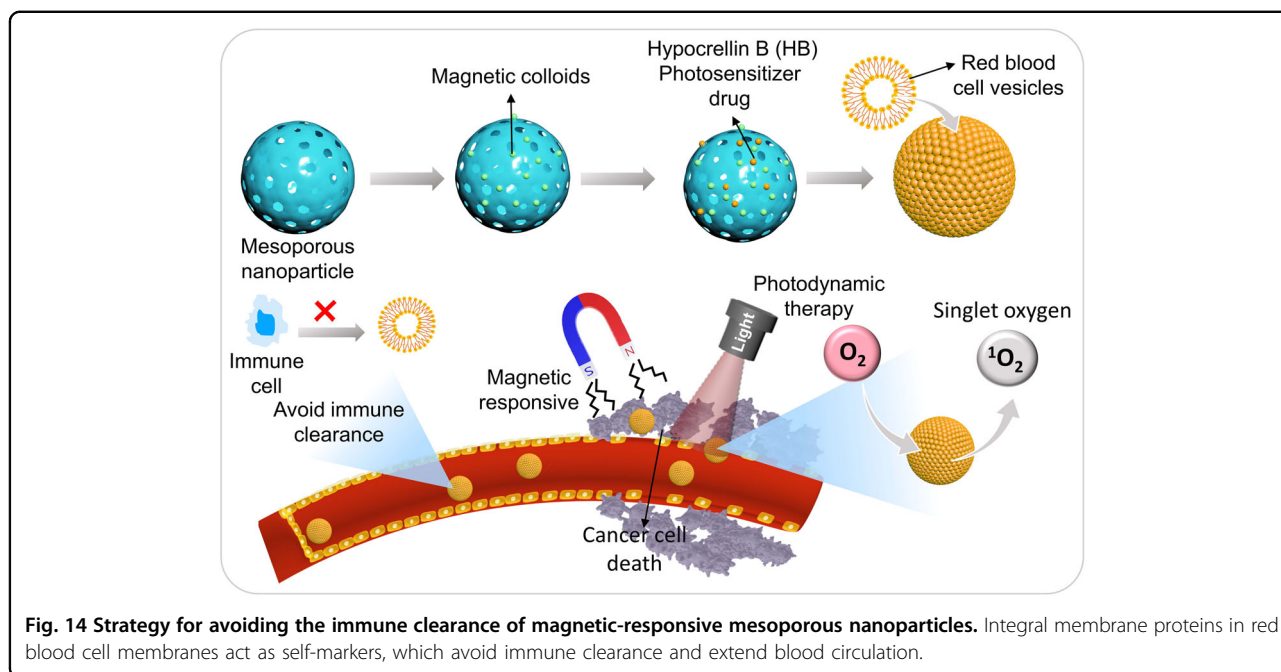 Magnetic colloids
Hypocrellin B (HB)
Photosensitizer
drug
Red blood
cell vesicles
Mesoporous
nanoparticle
Immune
cell
Avoid immune
clearance
Magnetic
responsive
S
N
Light
Photodynamic
therapy
O₂
Singlet oxygen
¹O₂
Cancer cell
death
Fig. 14 Strategy for avoiding the immune clearance of magnetic-responsive mesoporous nanoparticles. Integral membrane proteins in red
blood cell membranes act as self-markers, which avoid immune clearance and extend blood circulation.